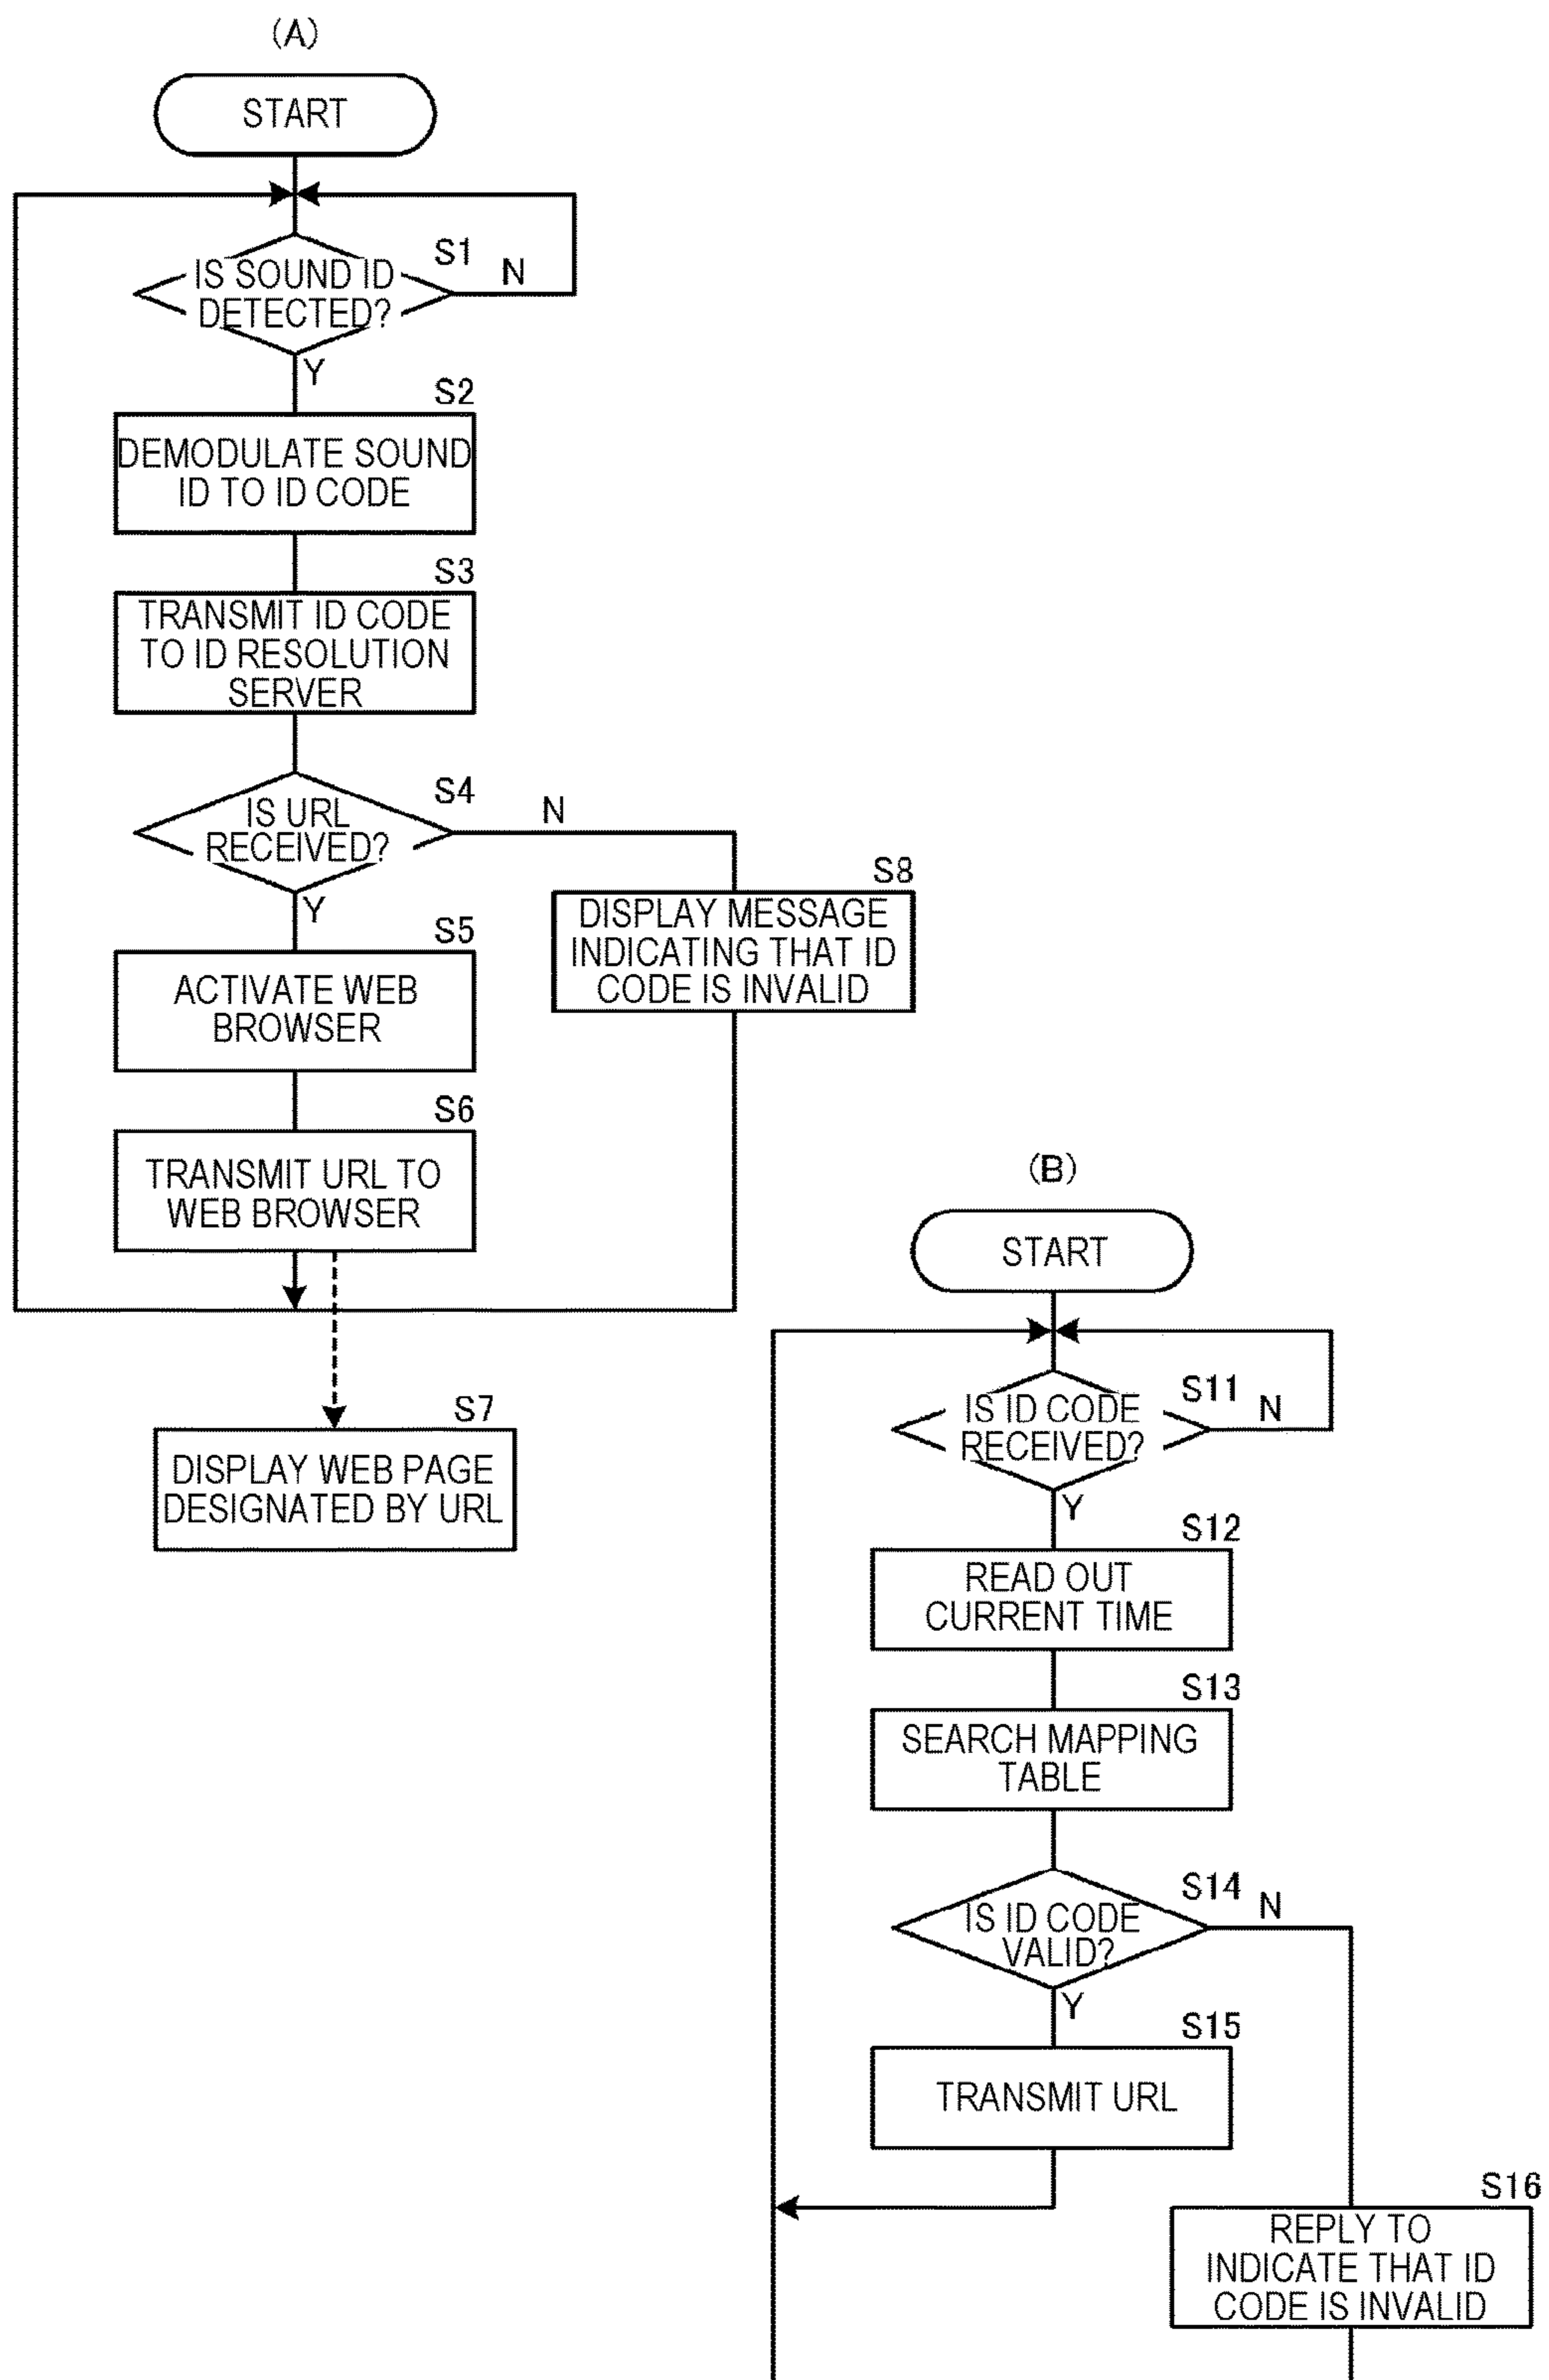 (A)
START
S1
IS SOUND ID
DETECTED?
N
Y
S2
DEMODULATE SOUND
ID TO ID CODE
S3
TRANSMIT ID CODE
TO ID RESOLUTION
SERVER
S4
IS URL
RECEIVED?
N
Y
S8
DISPLAY MESSAGE
INDICATING THAT ID
CODE IS INVALID
S5
ACTIVATE WEB
BROWSER
S6
TRANSMIT URL TO
WEB BROWSER
S7
DISPLAY WEB PAGE
DESIGNATED BY URL
(B)
START
S11
IS ID CODE
RECEIVED?
N
Y
S12
READ OUT
CURRENT TIME
S13
SEARCH MAPPING
TABLE
S14
IS ID CODE
VALID?
N
Y
S15
TRANSMIT URL
S16
REPLY TO
INDICATE THAT ID
CODE IS INVALID